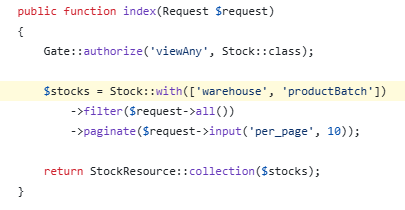 public function index(Request $request)
{
    Gate::authorize('viewAny', Stock::class);

    $stocks = Stock::with(['warehouse', 'productBatch'])
        ->filter($request->all())
        ->paginate($request->input('per_page', 10));

    return StockResource::collection($stocks);
}